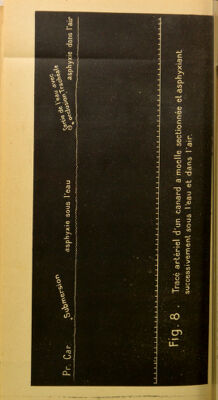 Pr. Car
Submersion
asphyxie sous l'eau
Sortie de l'eau avec
occlusion Trachéale
asphyxie dans l'air
Fig. 8. Tracé artériel d'un canard a moelle sectionnée et asphyxiant
successivement sous l'eau et dans l'air.